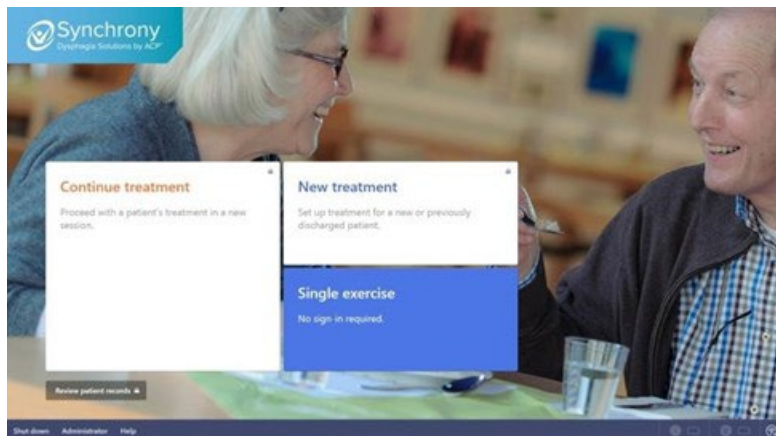 Synchrony
Dysphagia Solutions by ACP
Continue treatment
Proceed with a patient's treatment in a new
session.
New treatment
Set up treatment for a new or previously
discharged patient.
Single exercise
No sign-in required.
Review patient records
Shut down Administrator Help